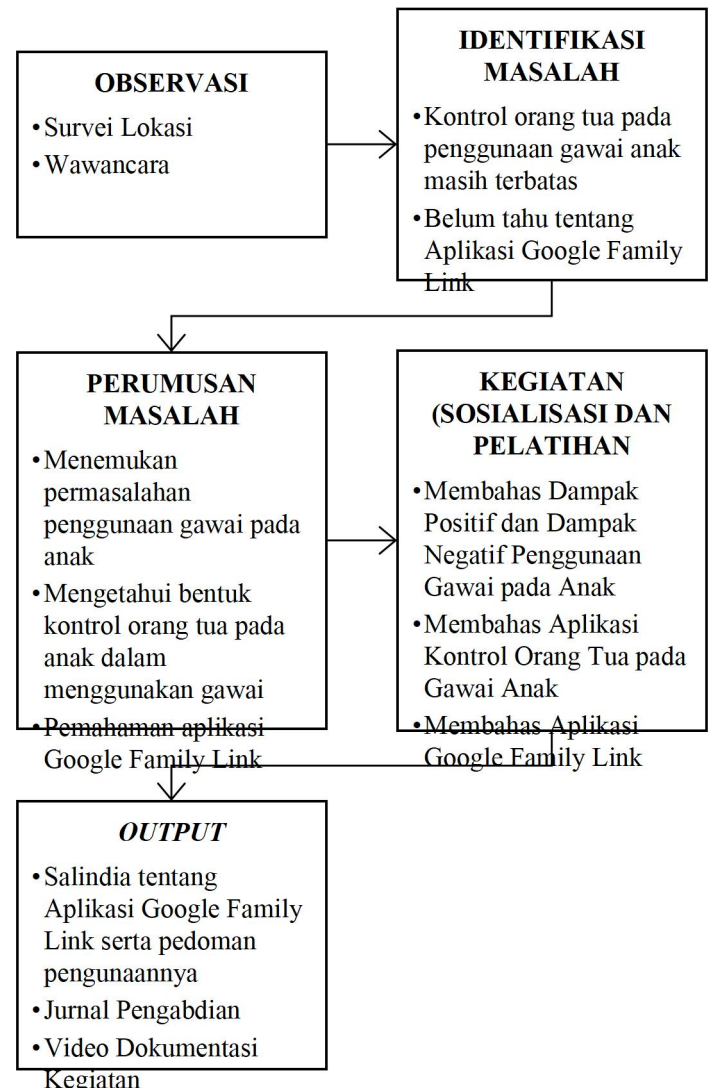 OBSERVASI
•Survei Lokasi
•Wawancara
IDENTIFIKASI
MASALAH
•Kontrol orang tua pada
penggunaan gawai anak
masih terbatas
•Belum tahu tentang
Aplikasi Google Family
Link
PERUMUSAN
MASALAH
•Menemukan
permasalahan
penggunaan gawai pada
anak
•Mengetahui bentuk
kontrol orang tua pada
anak dalam
menggunakan gawai
•Pemahaman aplikasi
Google Family Link
KEGIATAN
(SOSIALISASI DAN
PELATIHAN
•Membahas Dampak
Positif dan Dampak
Negatif Penggunaan
Gawai pada Anak
•Membahas Aplikasi
Kontrol Orang Tua pada
Gawai Anak
•Membahas Aplikasi
Google Family Link
OUTPUT
•Salindia tentang
Aplikasi Google Family
Link serta pedoman
pengunaannya
•Jurnal Pengabdian
•Video Dokumentasi
Kegiatan